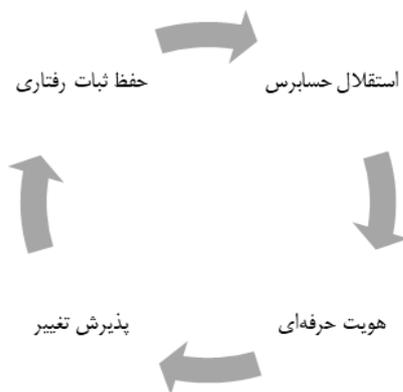 استقلال حسابرس
حفظ ثبات رفتاری
هویت حرفه‌ای
پذیرش تغییر